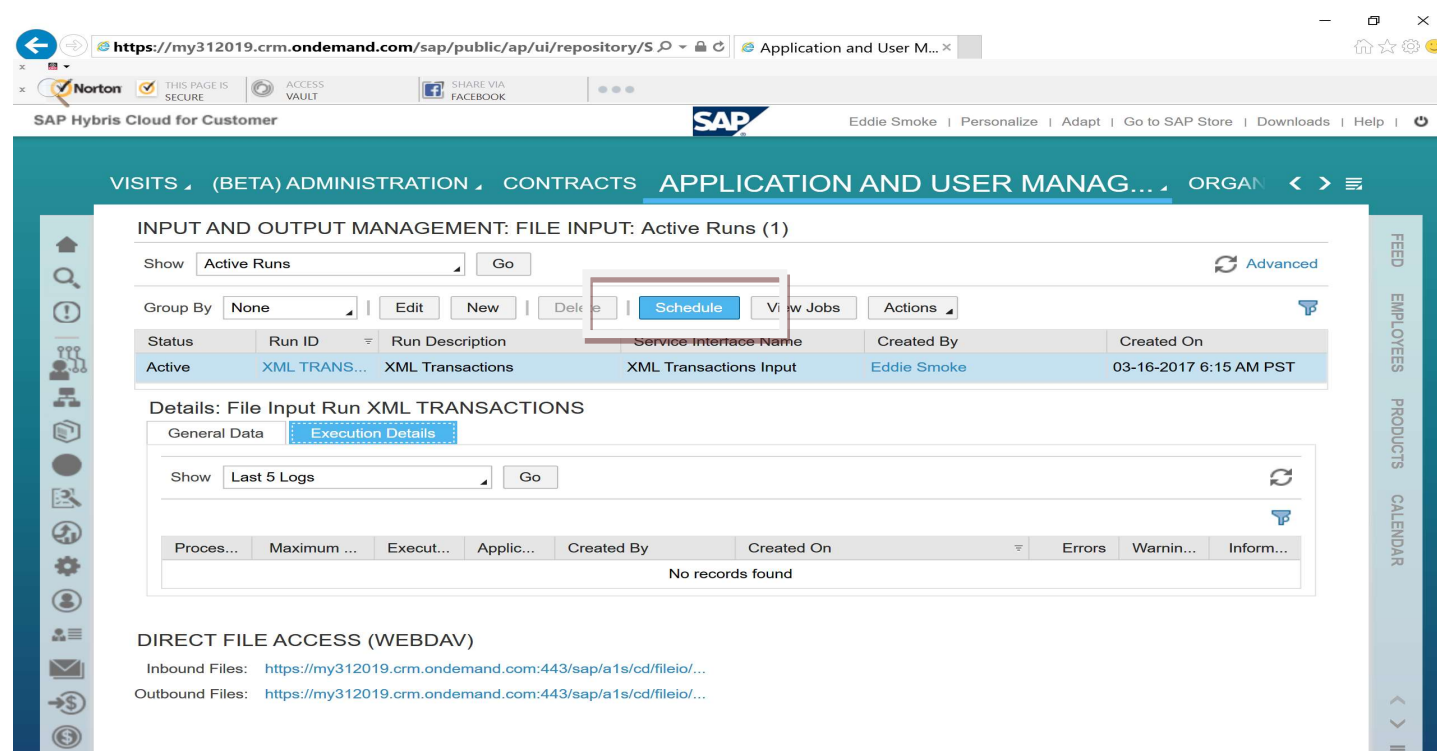 https://my312019.crm.ondemand.com/sap/public/ap/ui/repository/S Application and User M... ×
Norton THIS PAGE IS SECURE ACCESS VAULT SHARE VIA FACEBOOK
SAP Hybris Cloud for Customer SAP Eddie Smoke | Personalize | Adapt | Go to SAP Store | Downloads | Help |
VISITS (BETA) ADMINISTRATION CONTRACTS APPLICATION AND USER MANAG... ORGAN
INPUT AND OUTPUT MANAGEMENT: FILE INPUT: Active Runs (1)
Show Active Runs Go Advanced
Group By None | Edit New | Delete | Schedule View Jobs Actions
Status Run ID Run Description Service Interface Name Created By Created On
Active XML TRANS... XML Transactions XML Transactions Input Eddie Smoke 03-16-2017 6:15 AM PST
Details: File Input Run XML TRANSACTIONS
General Data Execution Details
Show Last 5 Logs Go
Proces... Maximum ... Execut... Applic... Created By Created On Errors Warnin... Inform...
No records found
DIRECT FILE ACCESS (WEBDAV)
Inbound Files: https://my312019.crm.ondemand.com:443/sap/a1s/cd/fileio/...
Outbound Files: https://my312019.crm.ondemand.com:443/sap/a1s/cd/fileio/...
FEED
EMPLOYEES
PRODUCTS
CALENDAR